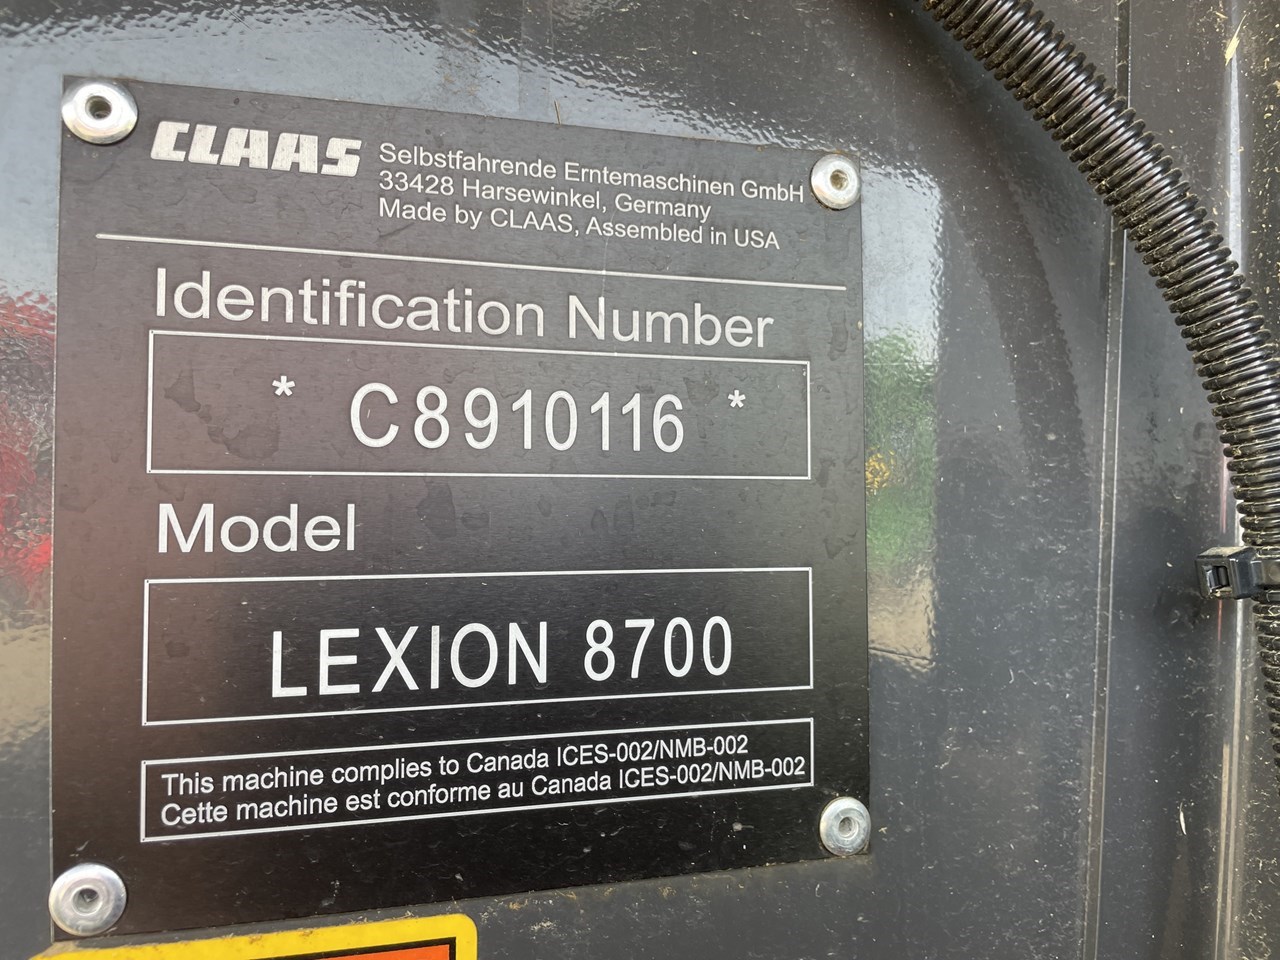 CLAAS
Selbstfahrende Erntemaschinen GmbH
33428 Harsewinkel, Germany
Made by CLAAS, Assembled in USA
Identification Number
* C8910116 *
Model
LEXION 8700
This machine complies to Canada ICES-002/NMB-002
Cette machine est conforme au Canada ICES-002/NMB-002